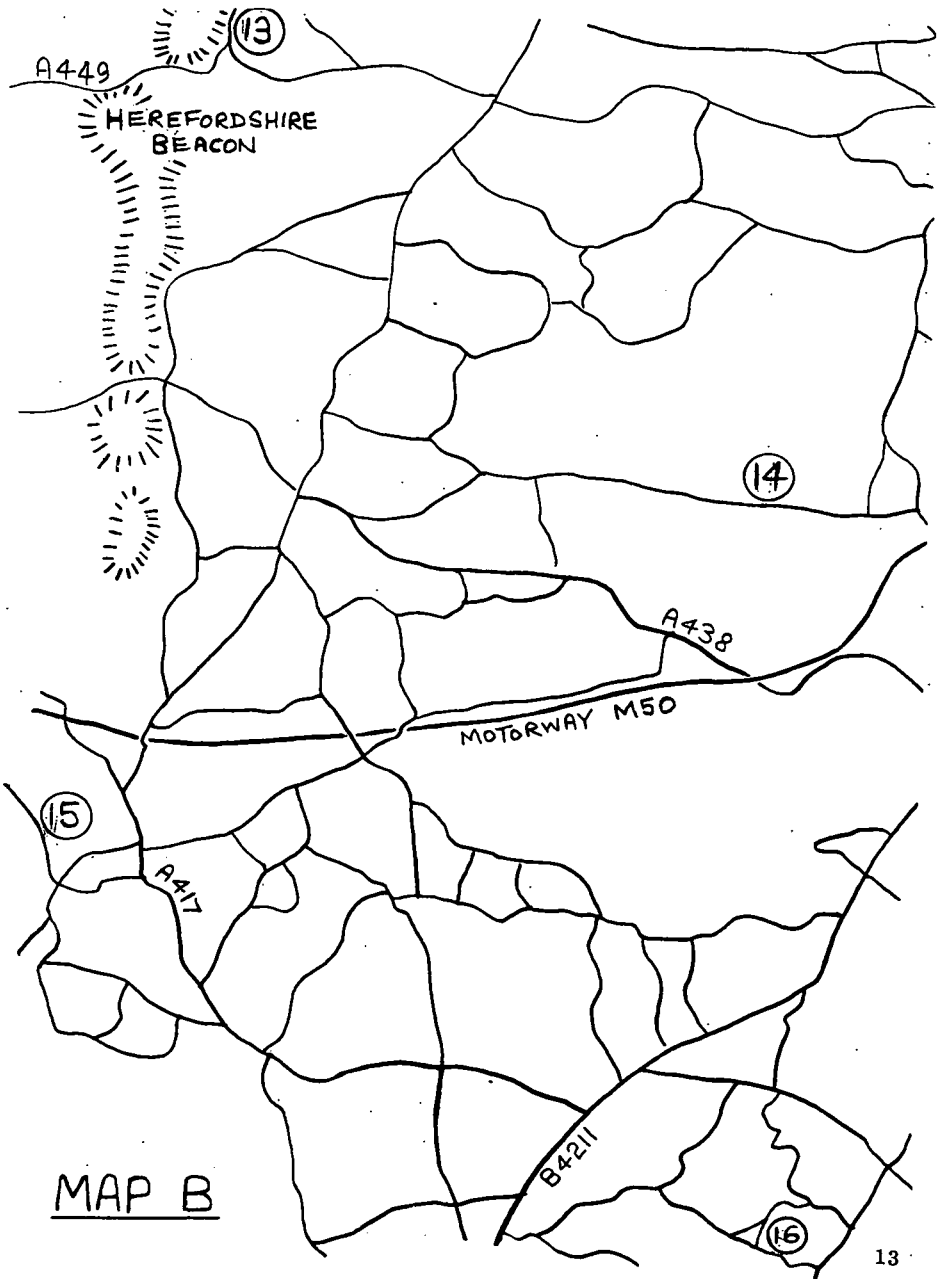 13
A449
HEREFORDSHIRE
BEACON
14
A438
MOTORWAY M50
15
A417
B4211
MAP B
16
13